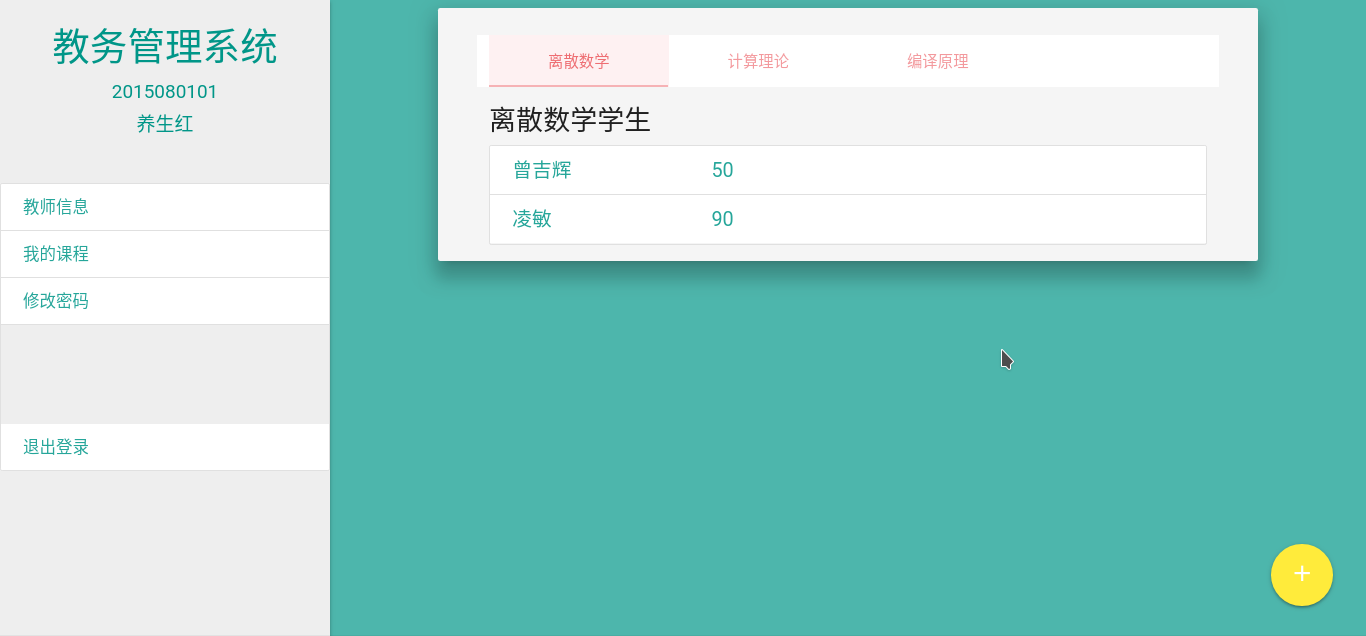 教务管理系统
2015080101
养生红
教师信息
我的课程
修改密码
退出登录
离散数学 计算理论 编译原理
离散数学学生
曾吉辉 50
凌敏 90
+